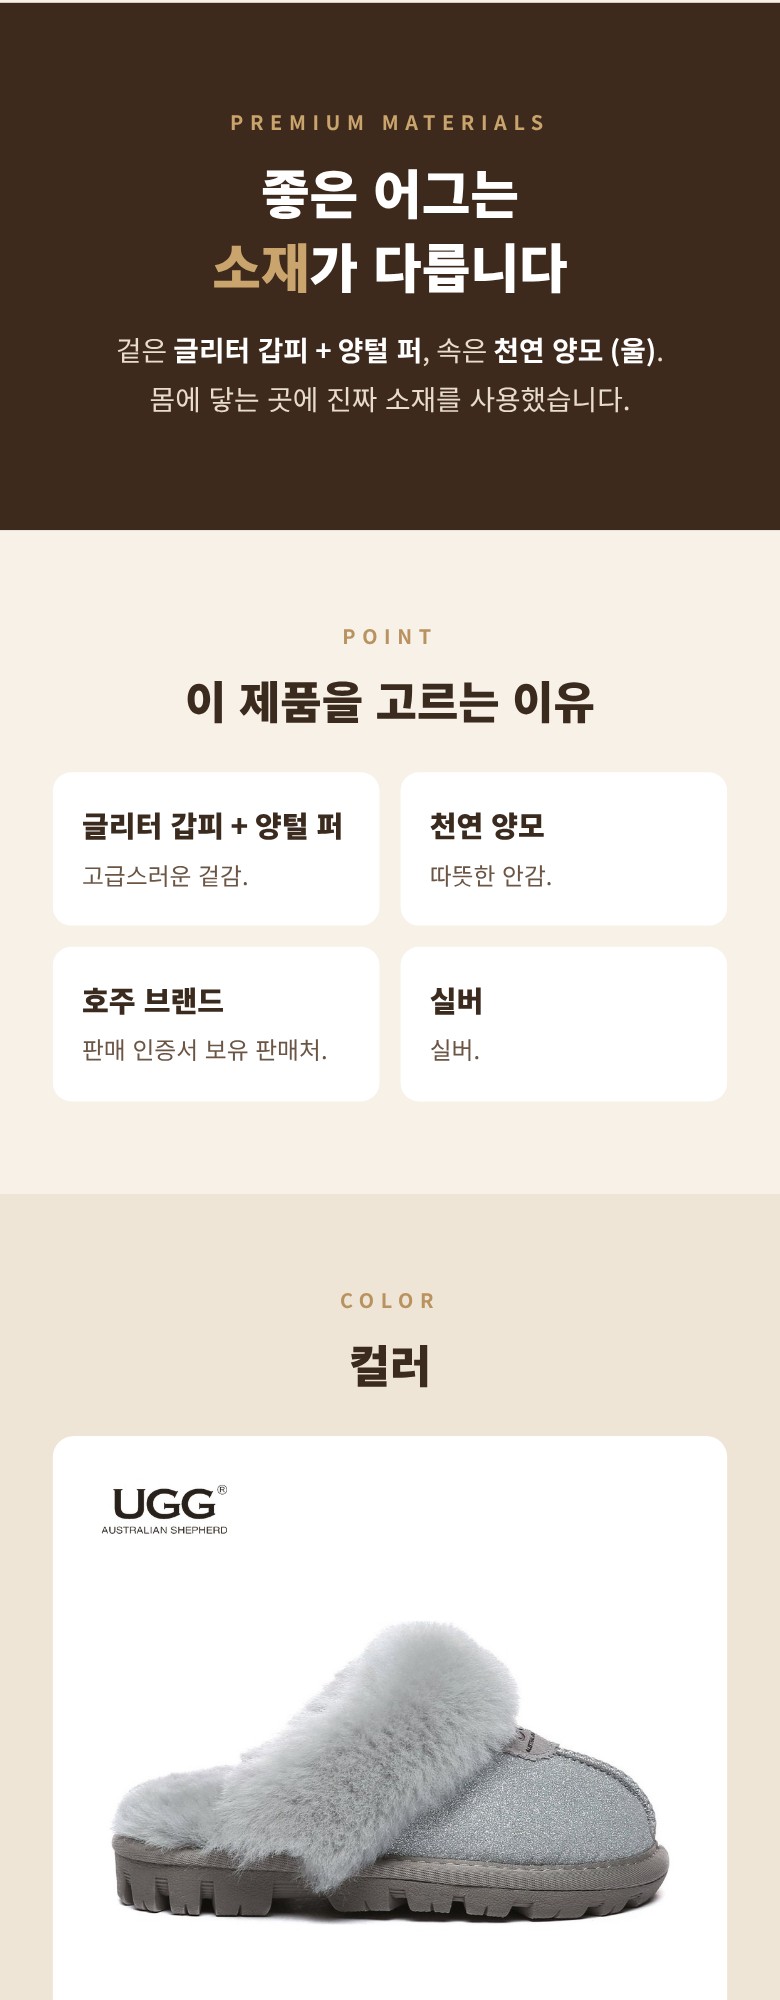 PREMIUM MATERIALS
좋은 어그는
소재가 다릅니다
겉은 글리터 갑피 + 양털 퍼, 속은 천연 양모 (울).
몸에 닿는 곳에 진짜 소재를 사용했습니다.
POINT
이 제품을 고르는 이유
글리터 갑피 + 양털 퍼
고급스러운 겉감.
천연 양모
따뜻한 안감.
호주 브랜드
판매 인증서 보유 판매처.
실버
실버.
COLOR
컬러
UGG®
AUSTRALIAN SHEPHERD